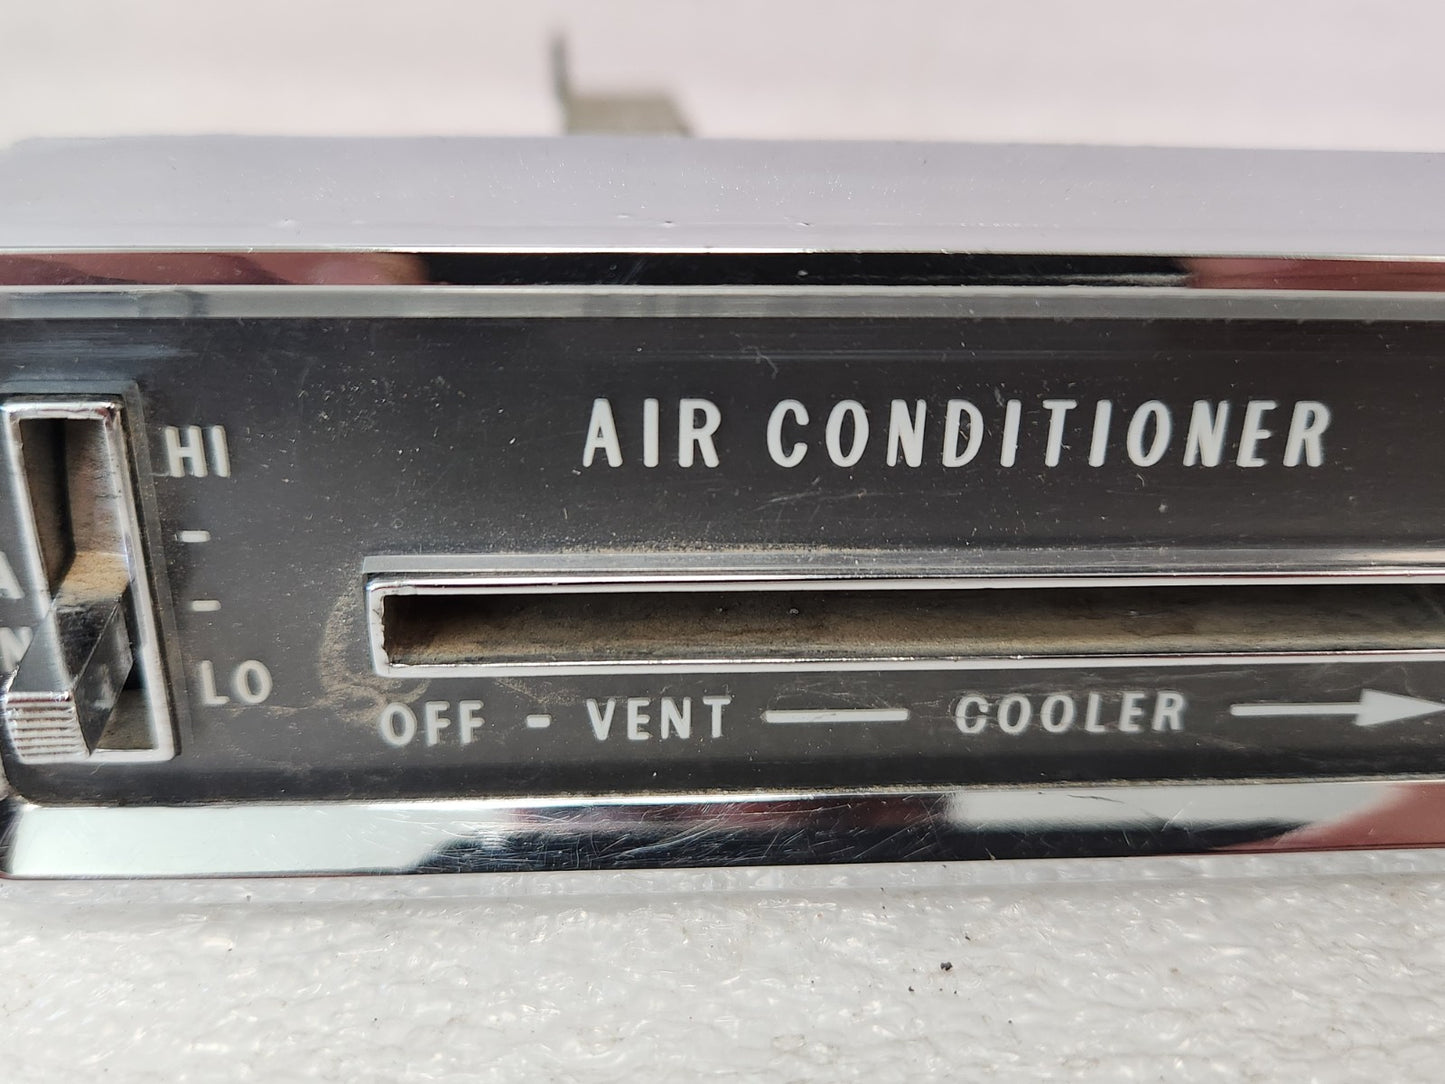 AIR CONDITIONER
HI
-
-
LO
OFF - VENT — COOLER →